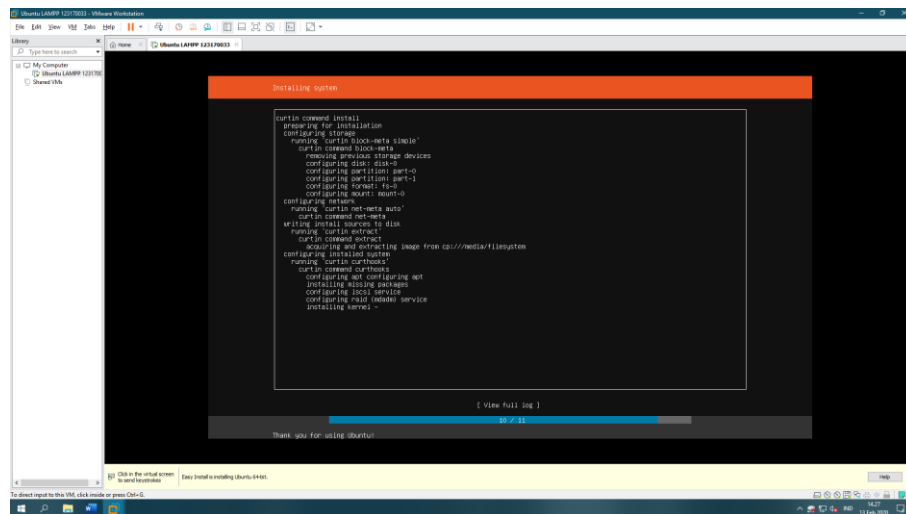 Ubuntu LAMPP 123170033 - VMware Workstation
File Edit View VM Tabs Help
Library
Type here to search
My Computer
Ubuntu LAMPP 123170
Shared VMs
Home
Ubuntu LAMPP 123170033
Installing system
curtin command install
preparing for installation
configuring storage
running 'curtin block-meta simple'
curtin command block-meta
removing previous storage devices
configuring disk: disk-0
configuring partition: part-0
configuring partition: part-1
configuring format: fs-0
configuring mount: mount-0
configuring network
running 'curtin net-meta auto'
curtin command net-meta
writing install sources to disk
running 'curtin extract'
curtin command extract
acquiring and extracting image from cp:///media/filesystem
configuring installed system
running 'curtin curthooks'
curtin command curthooks
configuring apt configuring apt
installing missing packages
configuring iscsi service
configuring raid (mdadm) service
installing kernel -
[ View full log ]
10 / 11
Thank you for using Ubuntu!
Click in the virtual screen
to send keystrokes
Easy Install is installing Ubuntu 64-bit.
Help
To direct input to this VM, click inside or press Ctrl+G.
IND
14.27
13 Feb 2020